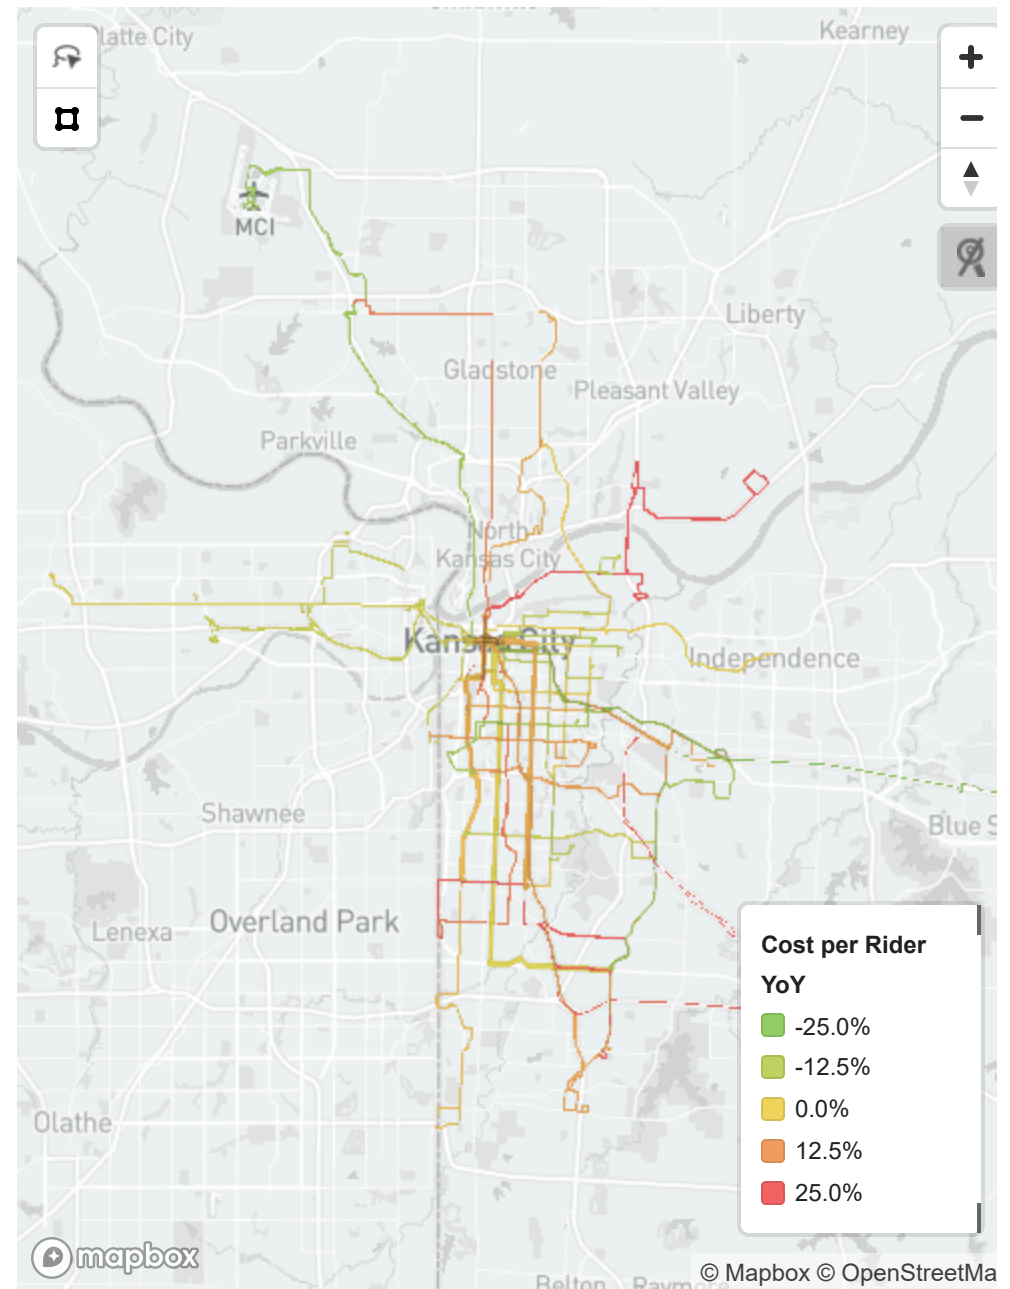 latte City
Kearney
MCI
Liberty
Gladstone
Pleasant Valley
Parkville
North
Kansas City
Kansas City
Independence
Shawnee
Blue S
Overland Park
Lenexa
Cost per Rider
YoY
-25.0%
-12.5%
0.0%
12.5%
25.0%
Olathe
mapbox
© Mapbox © OpenStreetMa
Belton
Raymore